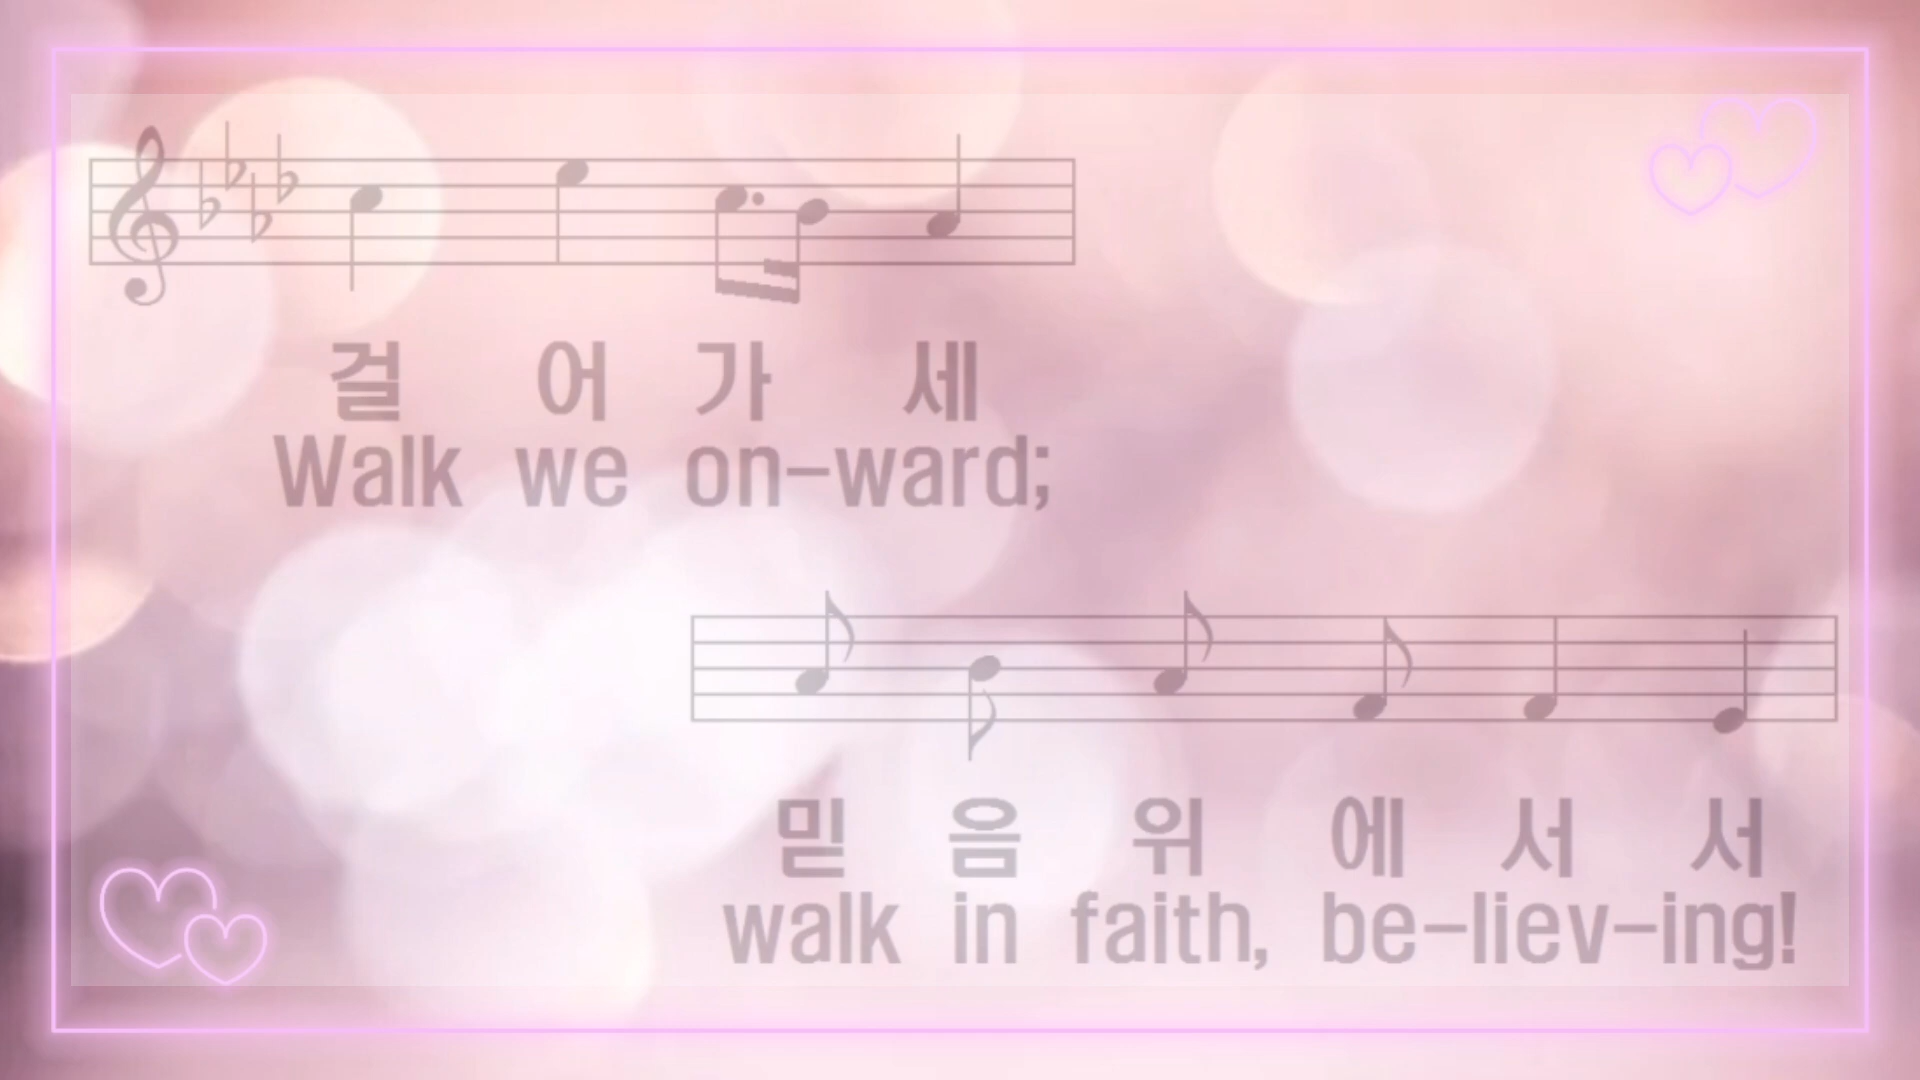 걸 어 가 세
Walk we on-ward;
믿 음 위 에 서 서
walk in faith, be-liev-ing!